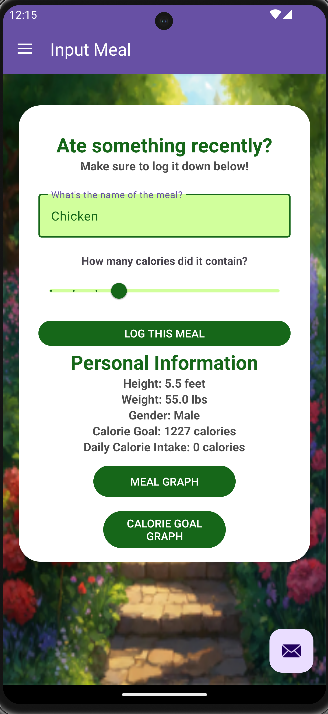 12:15
Input Meal
Ate something recently?
Make sure to log it down below!
What's the name of the meal?
Chicken
How many calories did it contain?
LOG THIS MEAL
Personal Information
Height: 5.5 feet
Weight: 55.0 lbs
Gender: Male
Calorie Goal: 1227 calories
Daily Calorie Intake: 0 calories
MEAL GRAPH
CALORIE GOAL
GRAPH